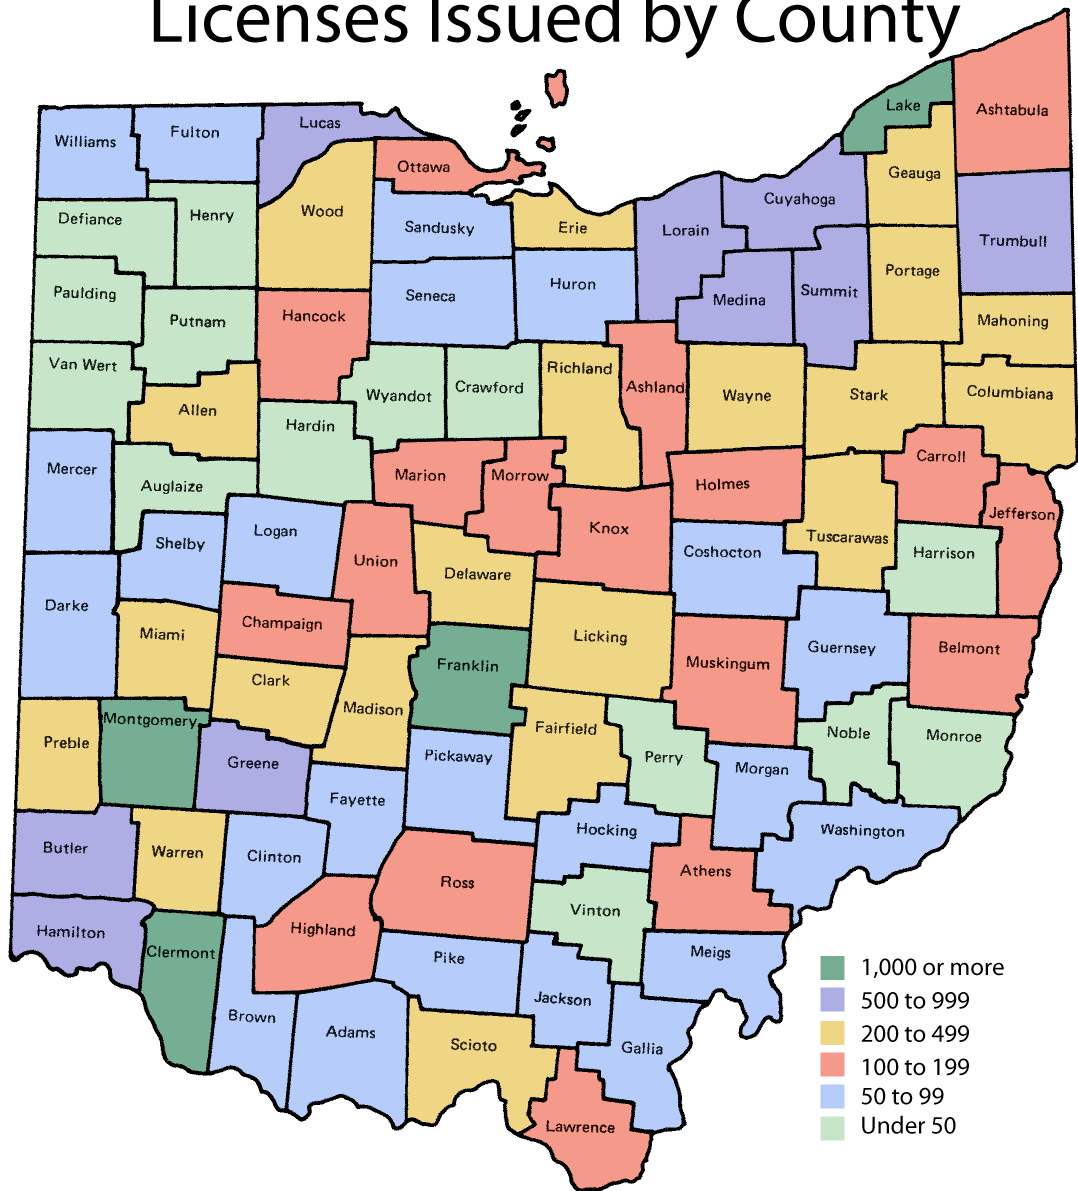 Licenses Issued by County
Williams
Fulton
Lucas
Ottawa
Lake
Ashtabula
Geauga
Cuyahoga
Defiance
Henry
Wood
Sandusky
Erie
Lorain
Trumbull
Paulding
Putnam
Hancock
Seneca
Huron
Medina
Summit
Portage
Mahoning
Van Wert
Allen
Wyandot
Crawford
Richland
Ashland
Wayne
Stark
Columbiana
Mercer
Auglaize
Hardin
Marion
Morrow
Holmes
Carroll
Jefferson
Shelby
Logan
Union
Delaware
Knox
Coshocton
Tuscarawas
Harrison
Darke
Miami
Champaign
Clark
Madison
Franklin
Licking
Muskingum
Guernsey
Belmont
Preble
Montgomery
Greene
Pickaway
Fairfield
Perry
Morgan
Noble
Monroe
Butler
Warren
Clinton
Fayette
Ross
Hocking
Athens
Washington
Hamilton
Clermont
Highland
Pike
Vinton
Meigs
Brown
Adams
Scioto
Jackson
Gallia
Lawrence
1,000 or more
500 to 999
200 to 499
100 to 199
50 to 99
Under 50